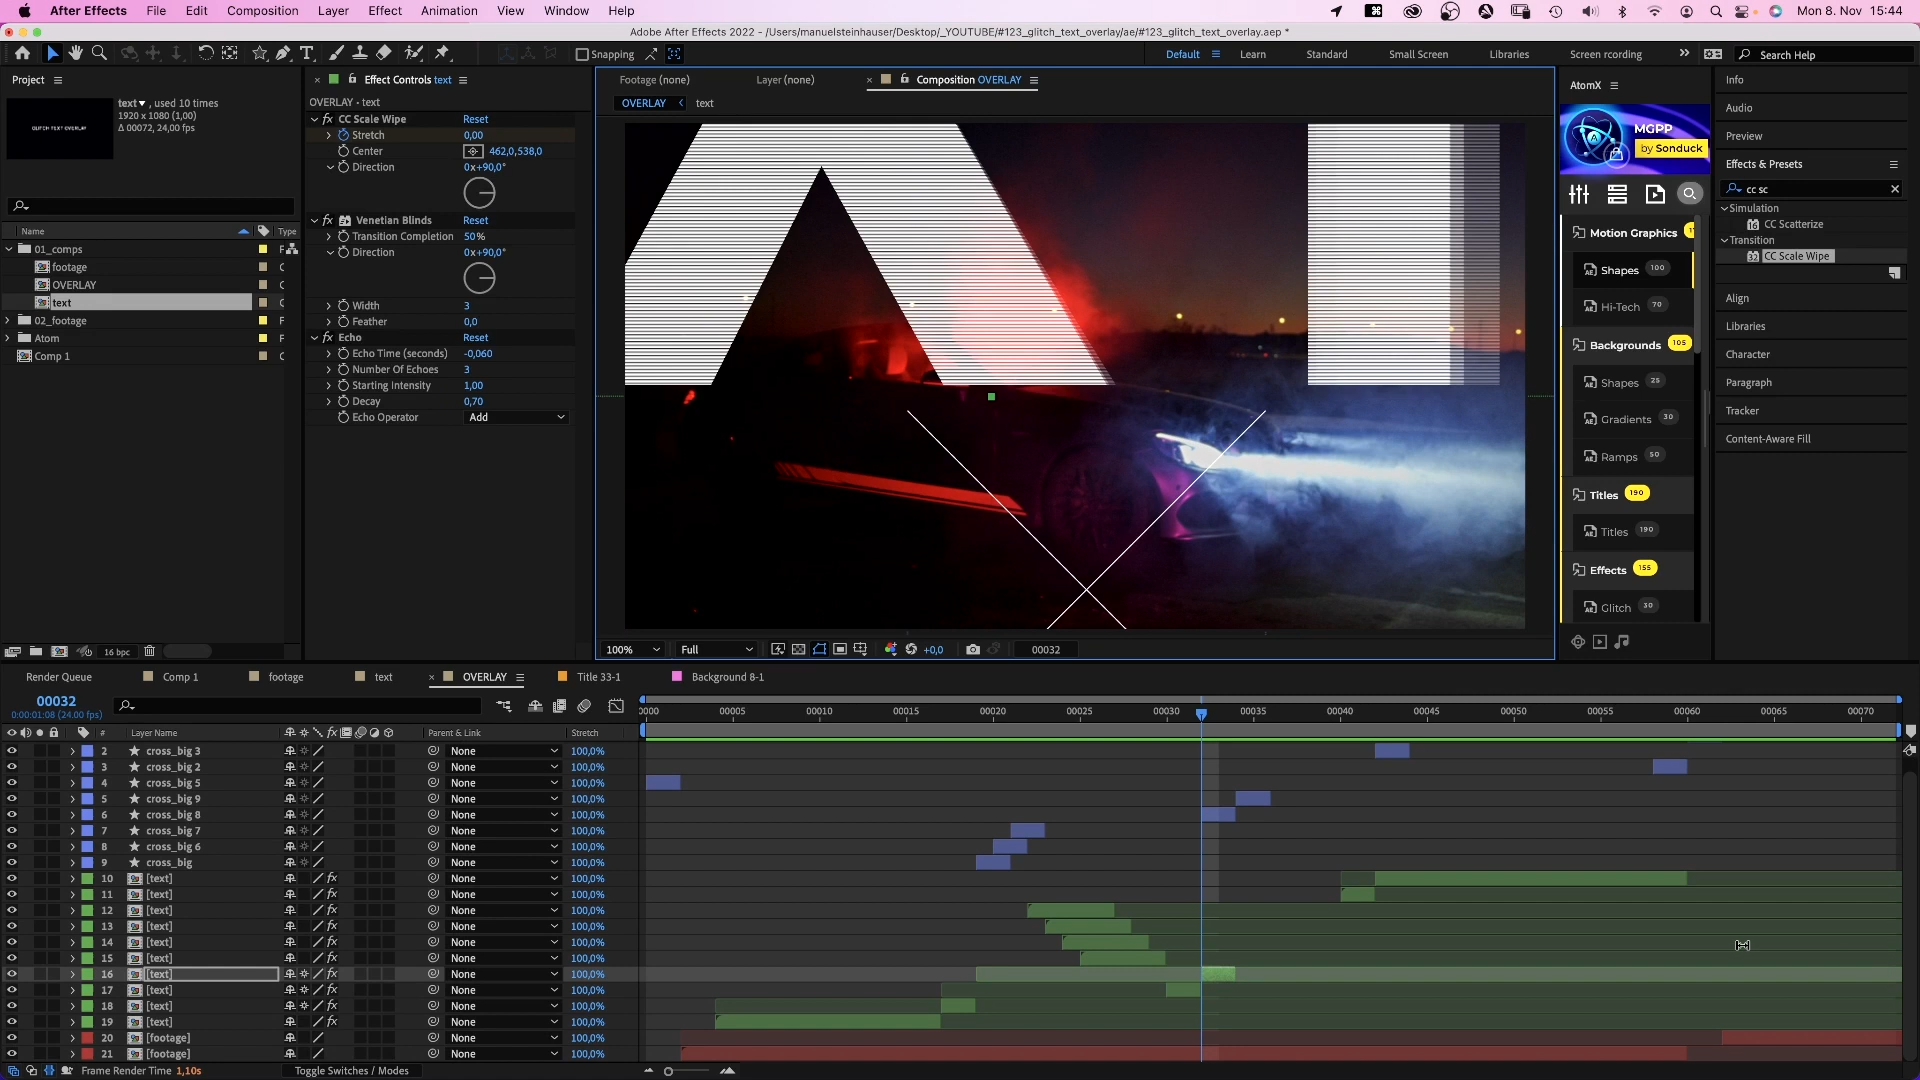 After Effects File Edit Composition Layer Effect Animation View Window Help Mon 8. Nov 15:44
Adobe After Effects 2022 - /Users/manuelsteinhauser/Desktop/_YOUTUBE/#123_glitch_text_overlay/ae/#123_glitch_text_overlay.aep *
Snapping Default Learn Standard Small Screen Libraries Screen rcording Search Help
Project
text , used 10 times
1920 x 1080 (1,00)
Δ 00072, 24,00 fps
GLITCH TEXT OVERLAY
Name Type
01_comps F
footage C
OVERLAY C
text C
02_footage F
Atom F
Comp 1 C
16 bpc
Effect Controls text
OVERLAY • text
fx CC Scale Wipe Reset
Stretch 0,00
Center 462,0,538,0
Direction 0x+90,0°
fx Venetian Blinds Reset
Transition Completion 50%
Direction 0x+90,0°
Width 3
Feather 0,0
fx Echo Reset
Echo Time (seconds) -0,060
Number Of Echoes 3
Starting Intensity 1,00
Decay 0,70
Echo Operator Add
Footage (none) Layer (none) Composition OVERLAY
OVERLAY text
100% Full +0,0 00032
AtomX
MGPP
by Sonduck
Motion Graphics
Shapes 100
Hi-Tech 70
Backgrounds 105
Shapes 25
Gradients 30
Ramps 50
Titles 190
Titles 190
Effects 155
Glitch 30
Info
Audio
Preview
Effects & Presets
cc sc
Simulation
16 CC Scatterize
Transition
32 CC Scale Wipe
Align
Libraries
Character
Paragraph
Tracker
Content-Aware Fill
Render Queue Comp 1 footage text OVERLAY Title 33-1 Background 8-1
00032
0:00:01:08 (24.00 fps)
0000 00005 00010 00015 00020 00025 00030 00035 00040 00045 00050 00055 00060 00065 00070
# Layer Name fx Parent & Link Stretch
2 cross_big 3 None 100,0%
3 cross_big 2 None 100,0%
4 cross_big 5 None 100,0%
5 cross_big 9 None 100,0%
6 cross_big 8 None 100,0%
7 cross_big 7 None 100,0%
8 cross_big 6 None 100,0%
9 cross_big None 100,0%
10 [text] fx None 100,0%
11 [text] fx None 100,0%
12 [text] fx None 100,0%
13 [text] fx None 100,0%
14 [text] fx None 100,0%
15 [text] fx None 100,0%
16 [text] fx None 100,0%
17 [text] fx None 100,0%
18 [text] fx None 100,0%
19 [text] fx None 100,0%
20 [footage] None 100,0%
21 [footage] None 100,0%
Frame Render Time 1,10s Toggle Switches / Modes